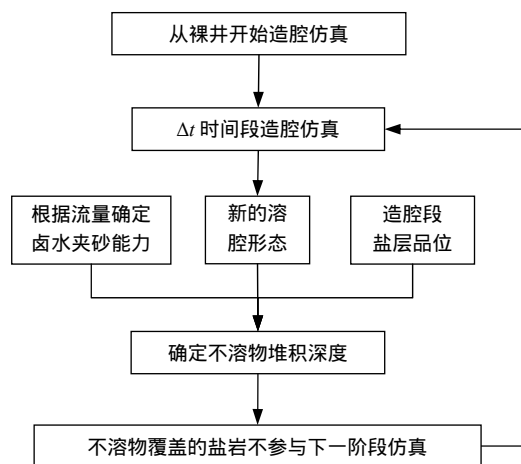 从裸井开始造腔仿真
Δt 时间段造腔仿真
根据流量确定
卤水夹砂能力
新的溶
腔形态
造腔段
盐层品位
确定不溶物堆积深度
不溶物覆盖的盐岩不参与下一阶段仿真